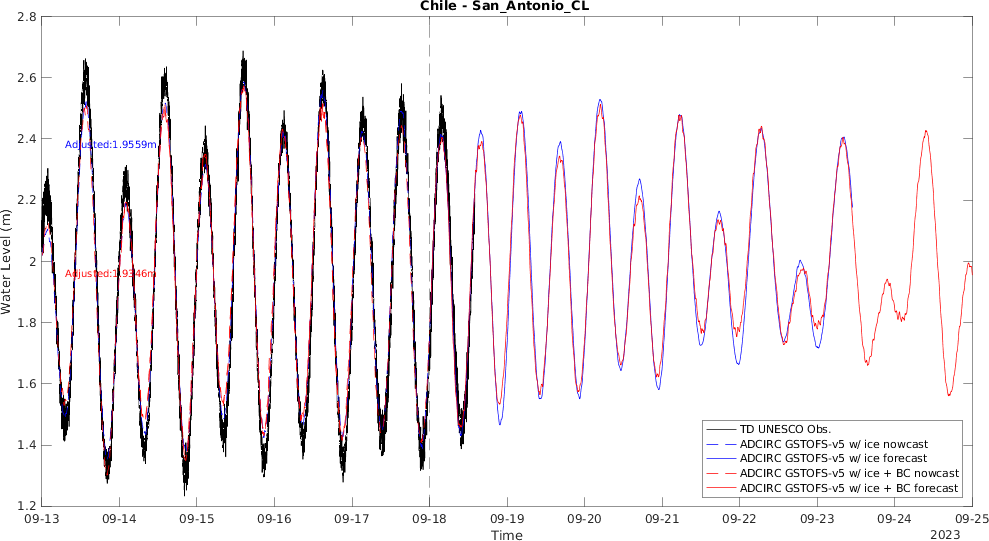 Chile - San_Antonio_CL
2.8
2.6
2.4
2.2
2
1.8
1.6
1.4
1.2
Water Level (m)
Adjusted:1.9559m
Adjusted:1.9346m
TD UNESCO Obs.
ADCIRC GSTOFS-v5 w/ ice nowcast
ADCIRC GSTOFS-v5 w/ ice forecast
ADCIRC GSTOFS-v5 w/ ice + BC nowcast
ADCIRC GSTOFS-v5 w/ ice + BC forecast
09-13 09-14 09-15 09-16 09-17 09-18 09-19 09-20 09-21 09-22 09-23 09-24 09-25
Time
2023